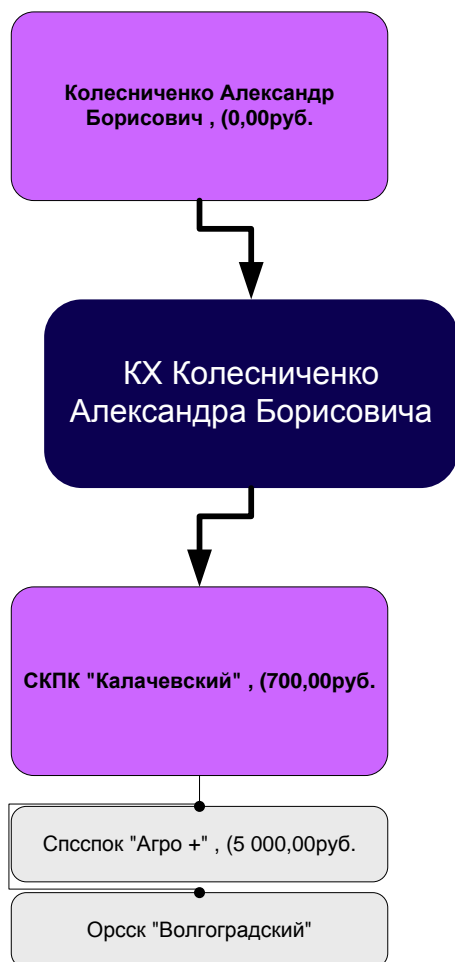 Колесниченко Александр
Борисович , (0,00руб.
КХ Колесниченко
Александра Борисовича
СКПК "Калачевский" , (700,00руб.
Спсспок "Агро +" , (5 000,00руб.
Орсск "Волгоградский"